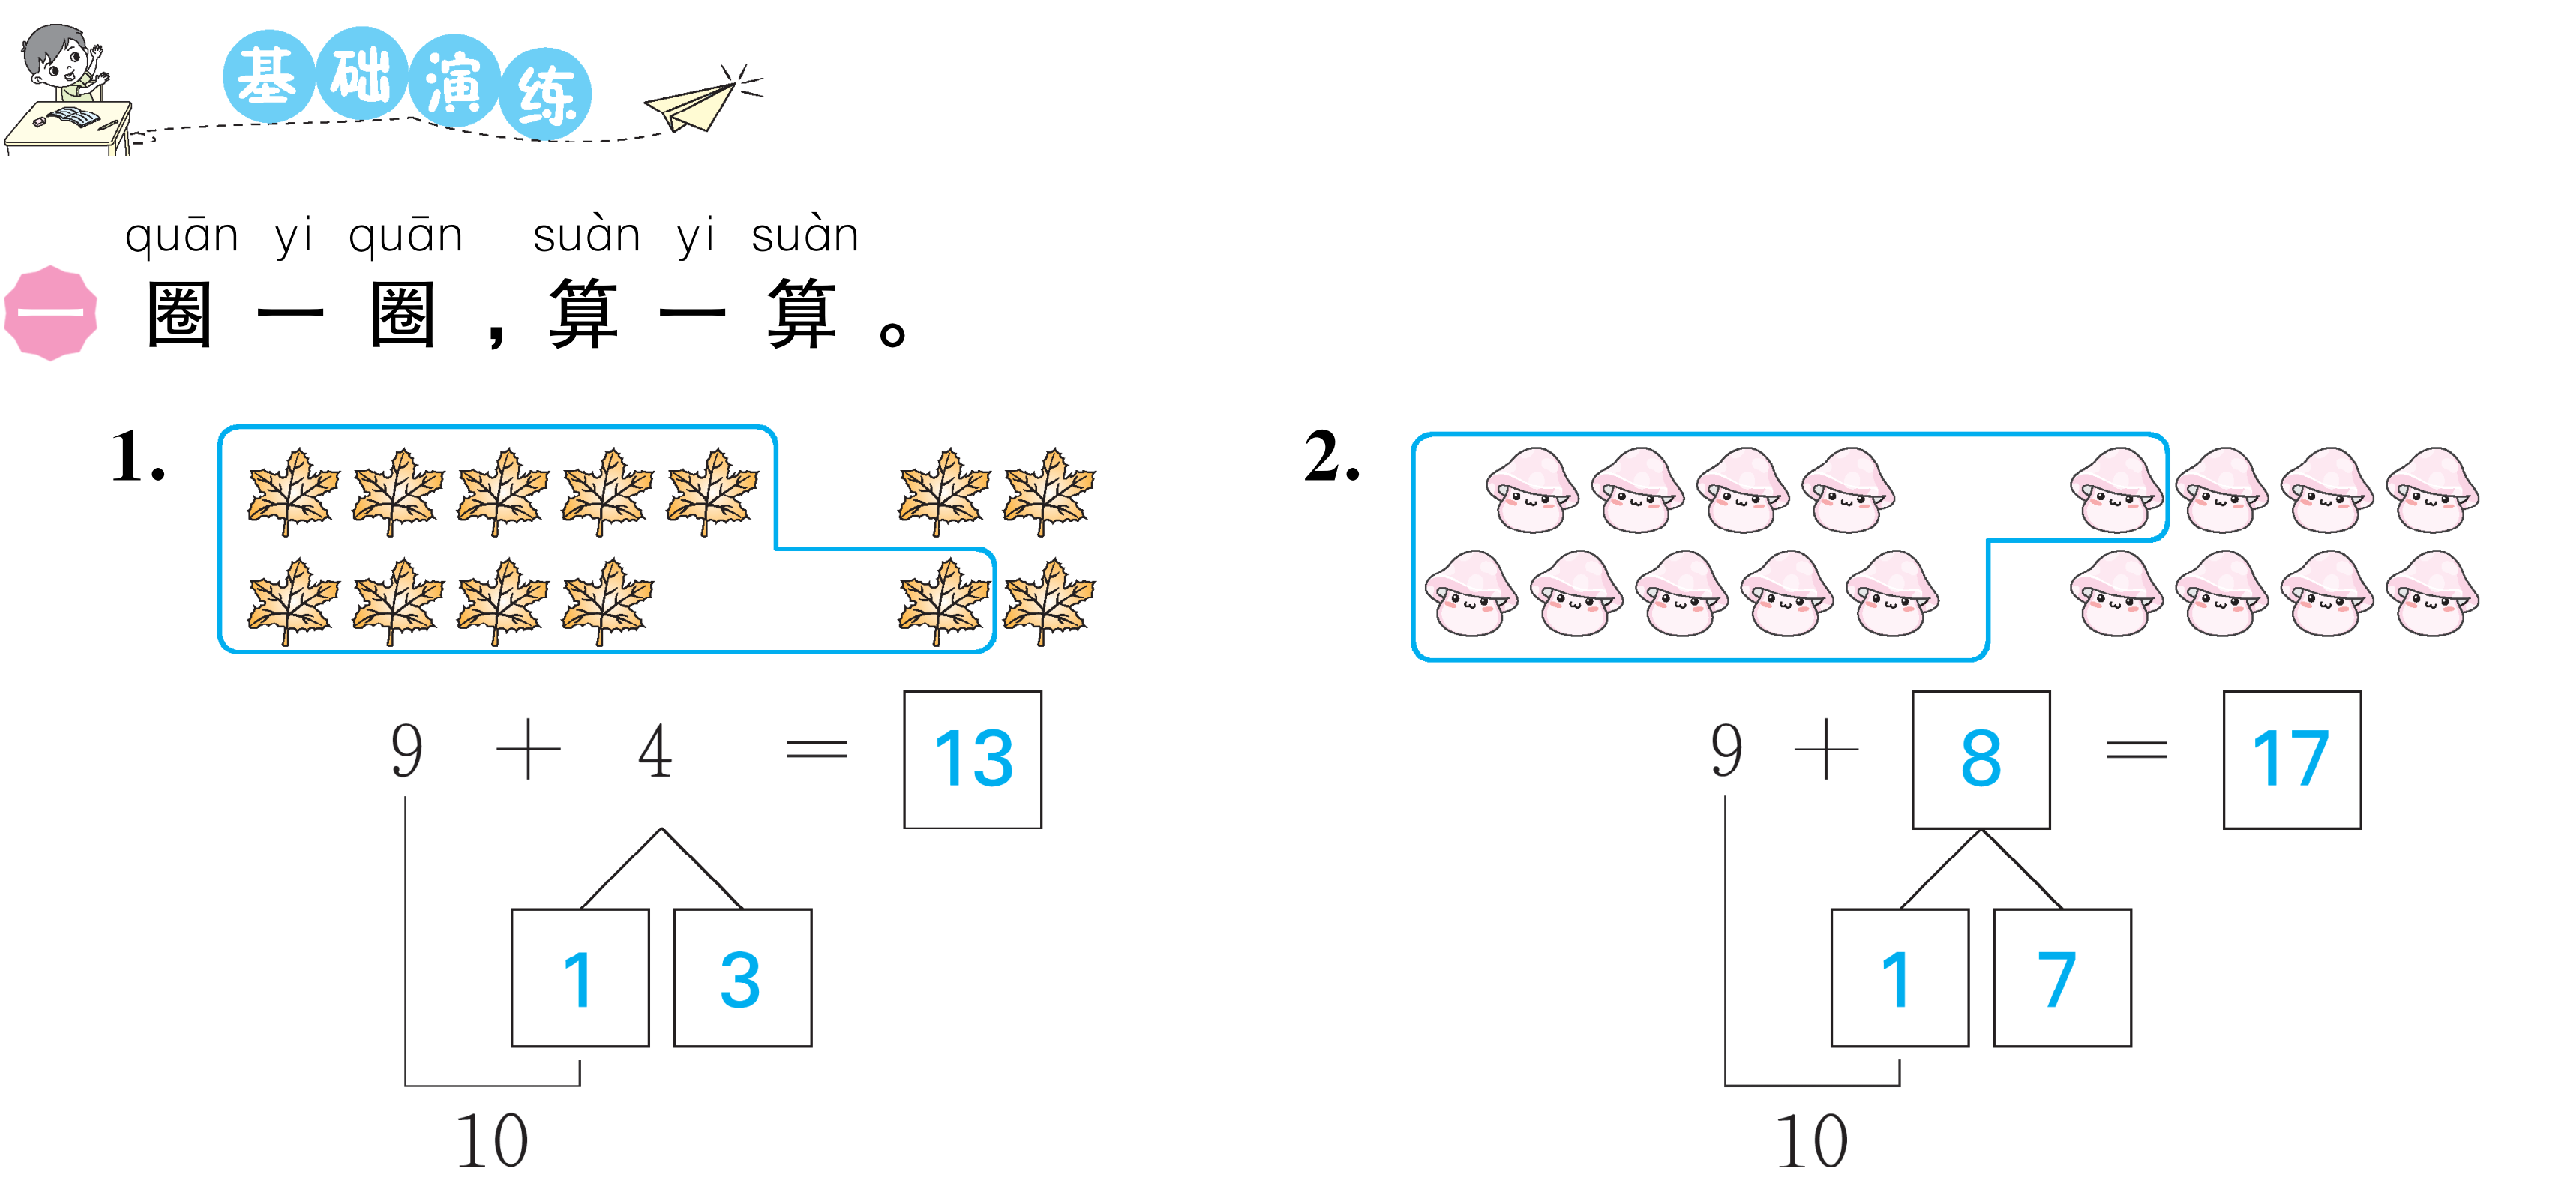 基础演练
quān yi quān suàn yi suàn
一 圈一圈，算一算。
1.
9 + 4 = 13
1 3
10
2.
9 + 8 = 17
1 7
10